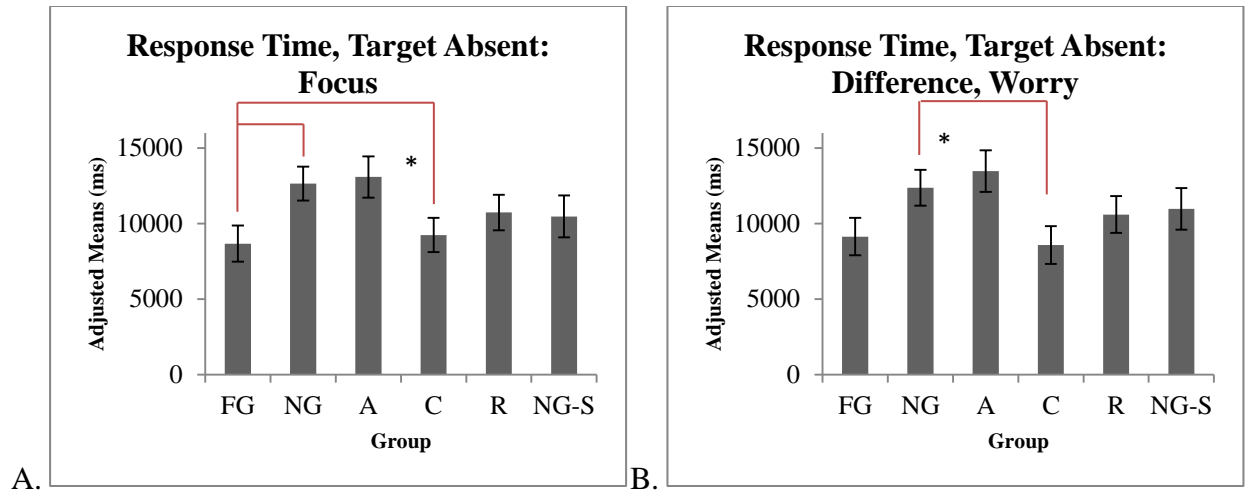 Response Time, Target Absent:
Focus
Adjusted Means (ms)
15000
10000
5000
0
*
FG NG A C R NG-S
Group
A.
Response Time, Target Absent:
Difference, Worry
Adjusted Means (ms)
15000
10000
5000
0
*
FG NG A C R NG-S
Group
B.